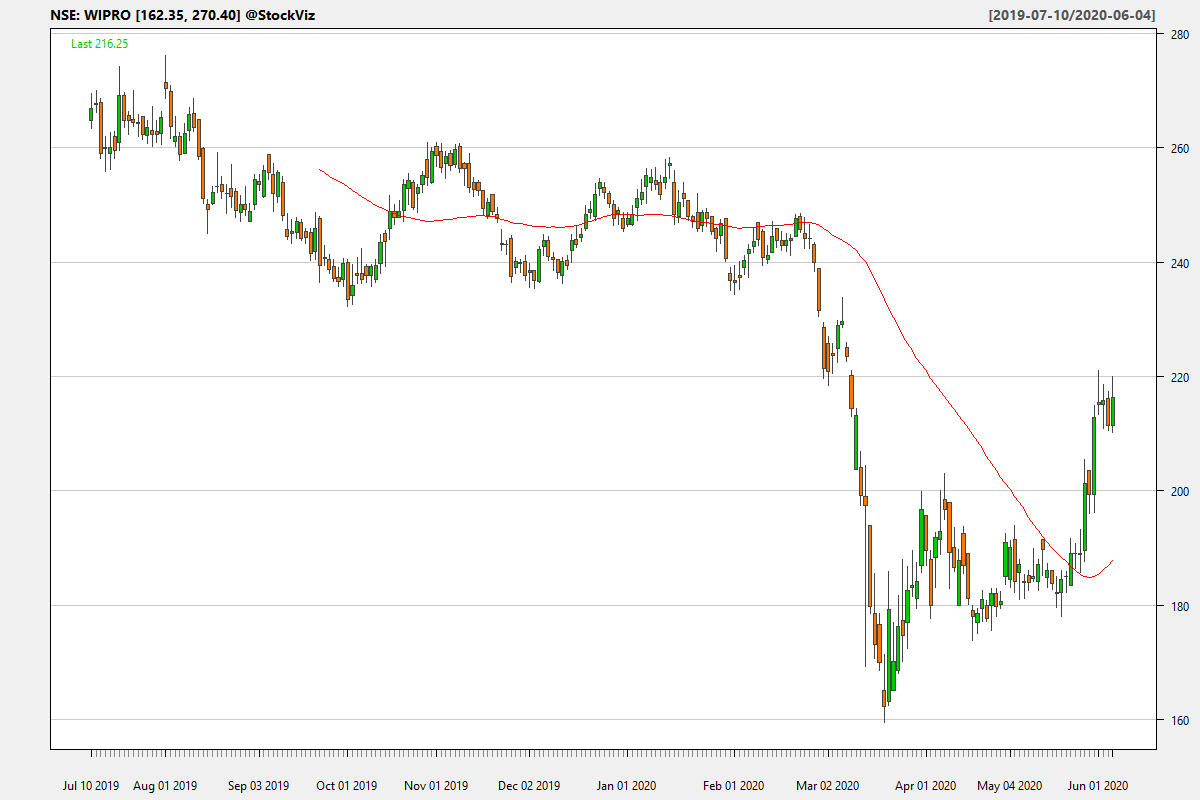 NSE: WIPRO [162.35, 270.40] @StockViz
[2019-07-10/2020-06-04]
Last 216.25
280
260
240
220
200
180
160
Jul 10 2019 Aug 01 2019 Sep 03 2019 Oct 01 2019 Nov 01 2019 Dec 02 2019 Jan 01 2020 Feb 01 2020 Mar 02 2020 Apr 01 2020 May 04 2020 Jun 01 2020